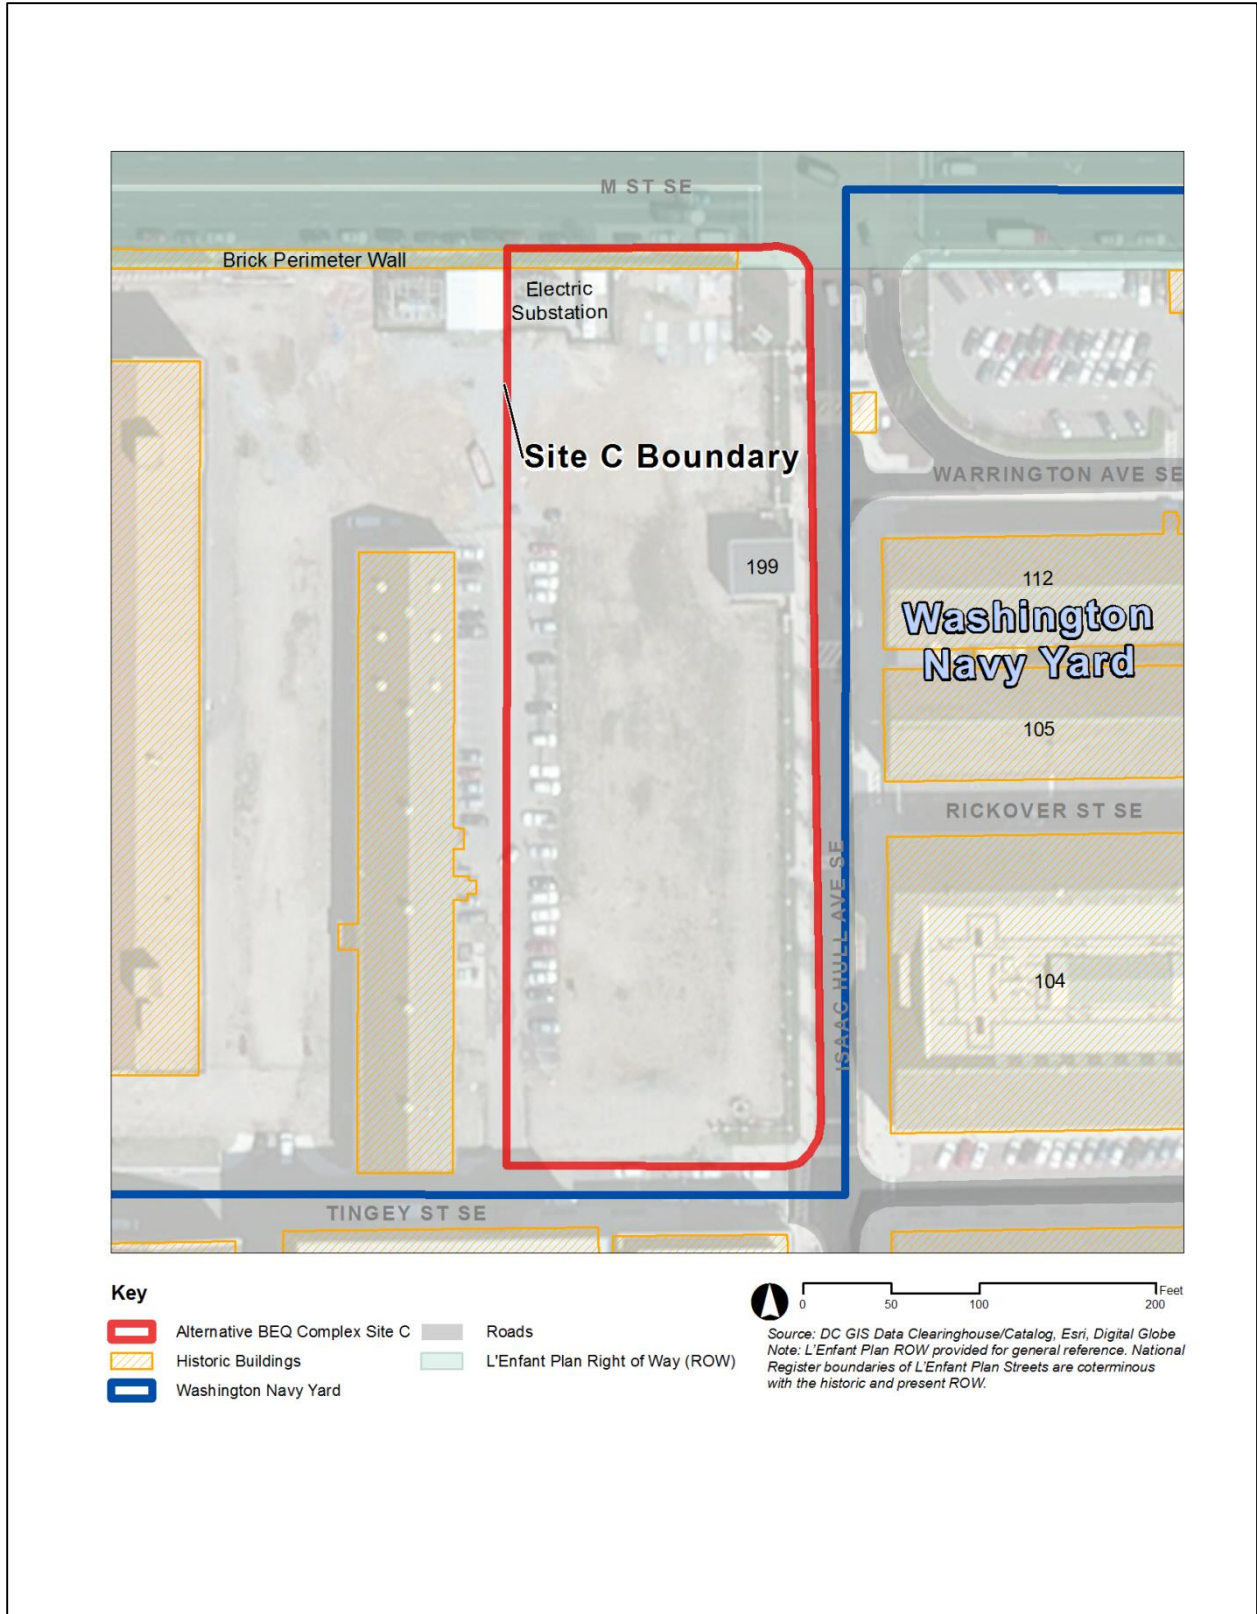 M ST SE
Brick Perimeter Wall
Electric
Substation
Site C Boundary
WARRINGTON AVE SE
199
112
Washington
Navy Yard
105
RICKOVER ST SE
ISAAC HULL AVE SE
104
TINGEY ST SE
Key
Alternative BEQ Complex Site C
Roads
Historic Buildings
L'Enfant Plan Right of Way (ROW)
Washington Navy Yard
Feet
0 50 100 200
Source: DC GIS Data Clearinghouse/Catalog, Esri, Digital Globe
Note: L'Enfant Plan ROW provided for general reference. National
Register boundaries of L'Enfant Plan Streets are coterminous
with the historic and present ROW.